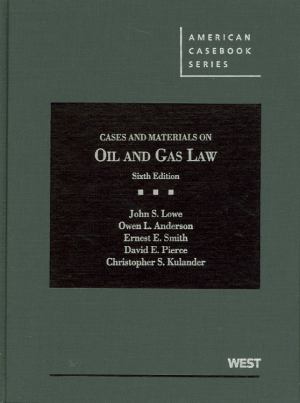 AMERICAN
CASEBOOK
SERIES
CASES AND MATERIALS ON
OIL AND GAS LAW
Sixth Edition
John S. Lowe
Owen L. Anderson
Ernest E. Smith
David E. Pierce
Christopher S. Kulander
WEST